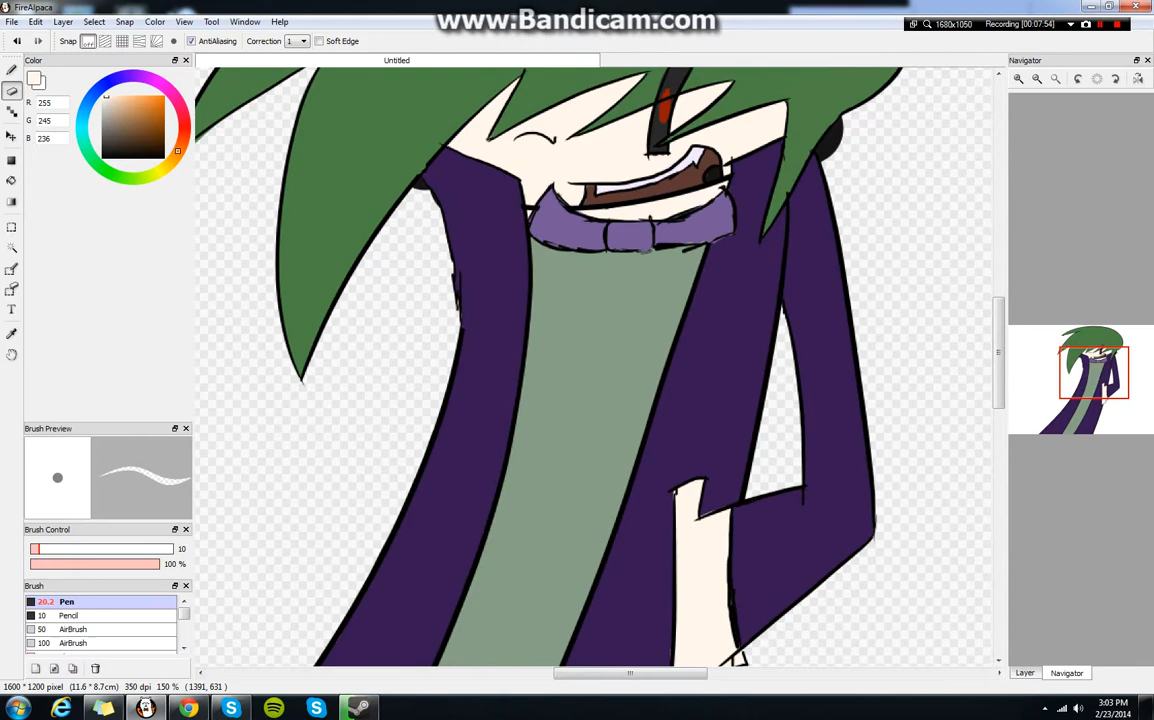 FireAlpaca
www.Bandicam.com
File Edit Layer Select Snap Color View Tool Window Help
1680x1050 Recording [00:07:54]
Snap off AntiAliasing Correction 1 Soft Edge
Color Untitled Navigator
R 255
G 245
B 236
Brush Preview
Brush Control
10
100 %
Brush
20.2 Pen
10 Pencil
50 AirBrush
100 AirBrush
Layer Navigator
1600 * 1200 pixel (11.6 * 8.7cm) 350 dpi 150 % (1391, 631)
3:03 PM
2/23/2014